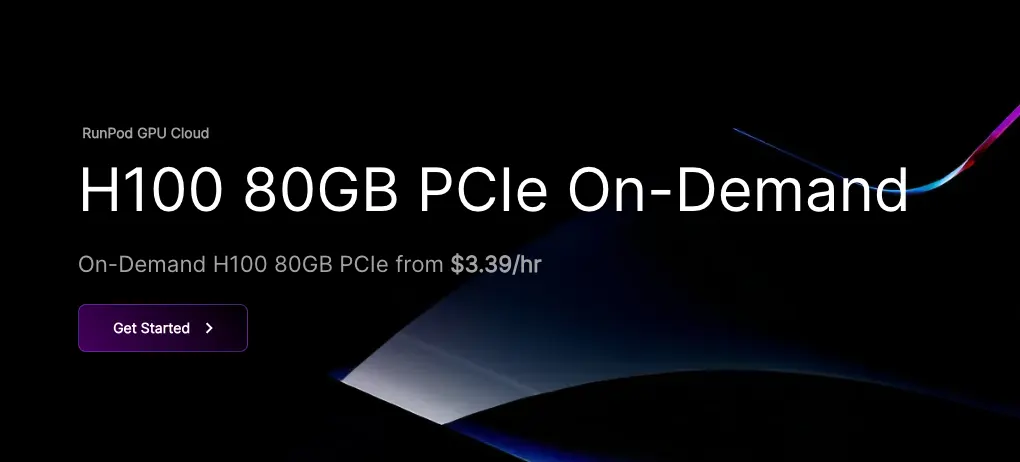 RunPod GPU Cloud
H100 80GB PCIe On-Demand
On-Demand H100 80GB PCIe from $3.39/hr
Get Started